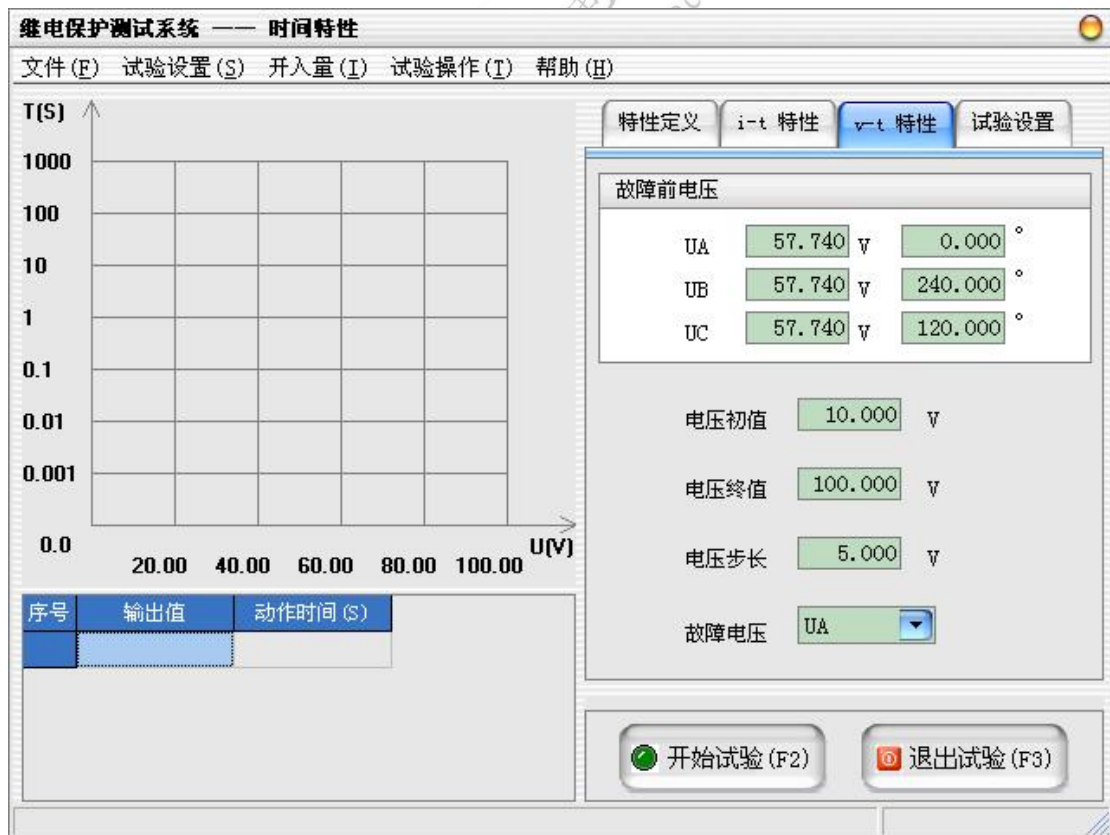 继电保护测试系统 —— 时间特性
文件(F) 试验设置(S) 开入量(I) 试验操作(T) 帮助(H)
T(S)
1000
100
10
1
0.1
0.01
0.001
0.0
20.00 40.00 60.00 80.00 100.00
U(V)
序号 输出值 动作时间(S)
特性定义 i-t 特性 v-t 特性 试验设置
故障前电压
UA 57.740 V 0.000 °
UB 57.740 V 240.000 °
UC 57.740 V 120.000 °
电压初值 10.000 V
电压终值 100.000 V
电压步长 5.000 V
故障电压 UA
开始试验(F2) 退出试验(F3)